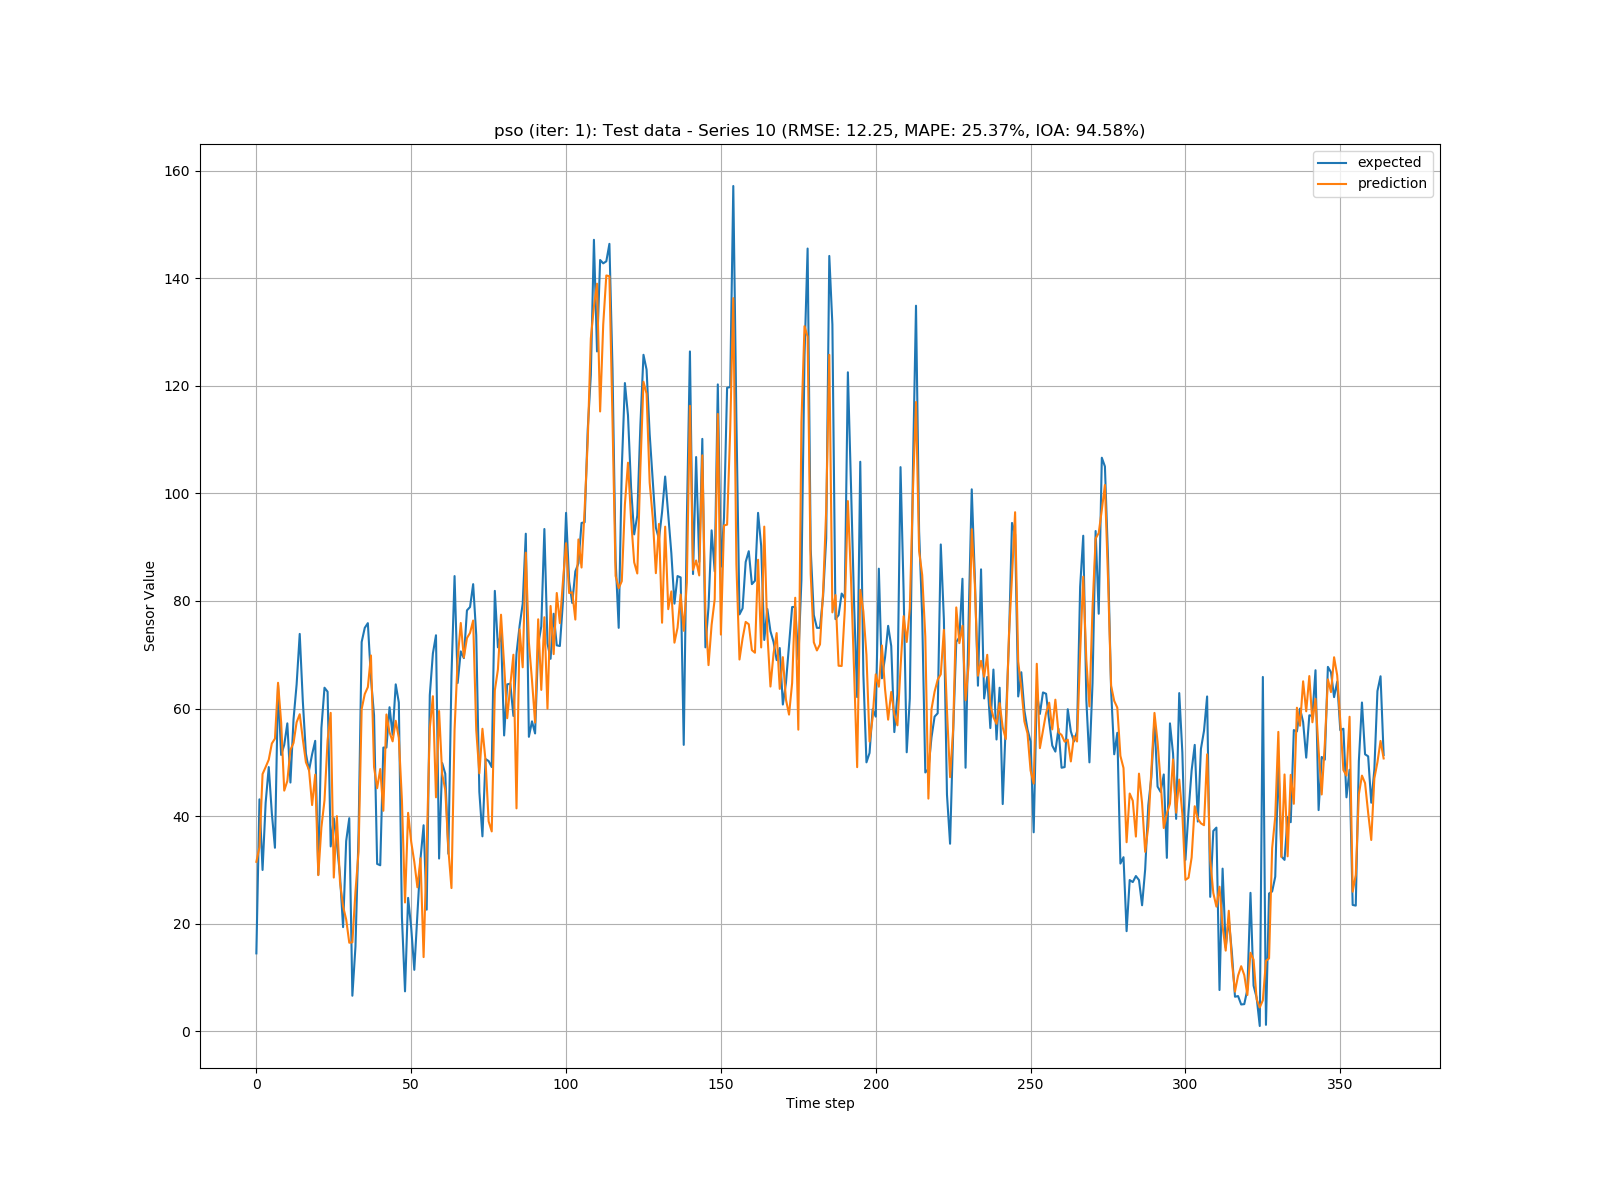 pso (iter: 1): Test data - Series 10 (RMSE: 12.25, MAPE: 25.37%, IOA: 94.58%)
expected
prediction
160
140
120
100
80
60
40
20
0
Sensor Value
0 50 100 150 200 250 300 350
Time step